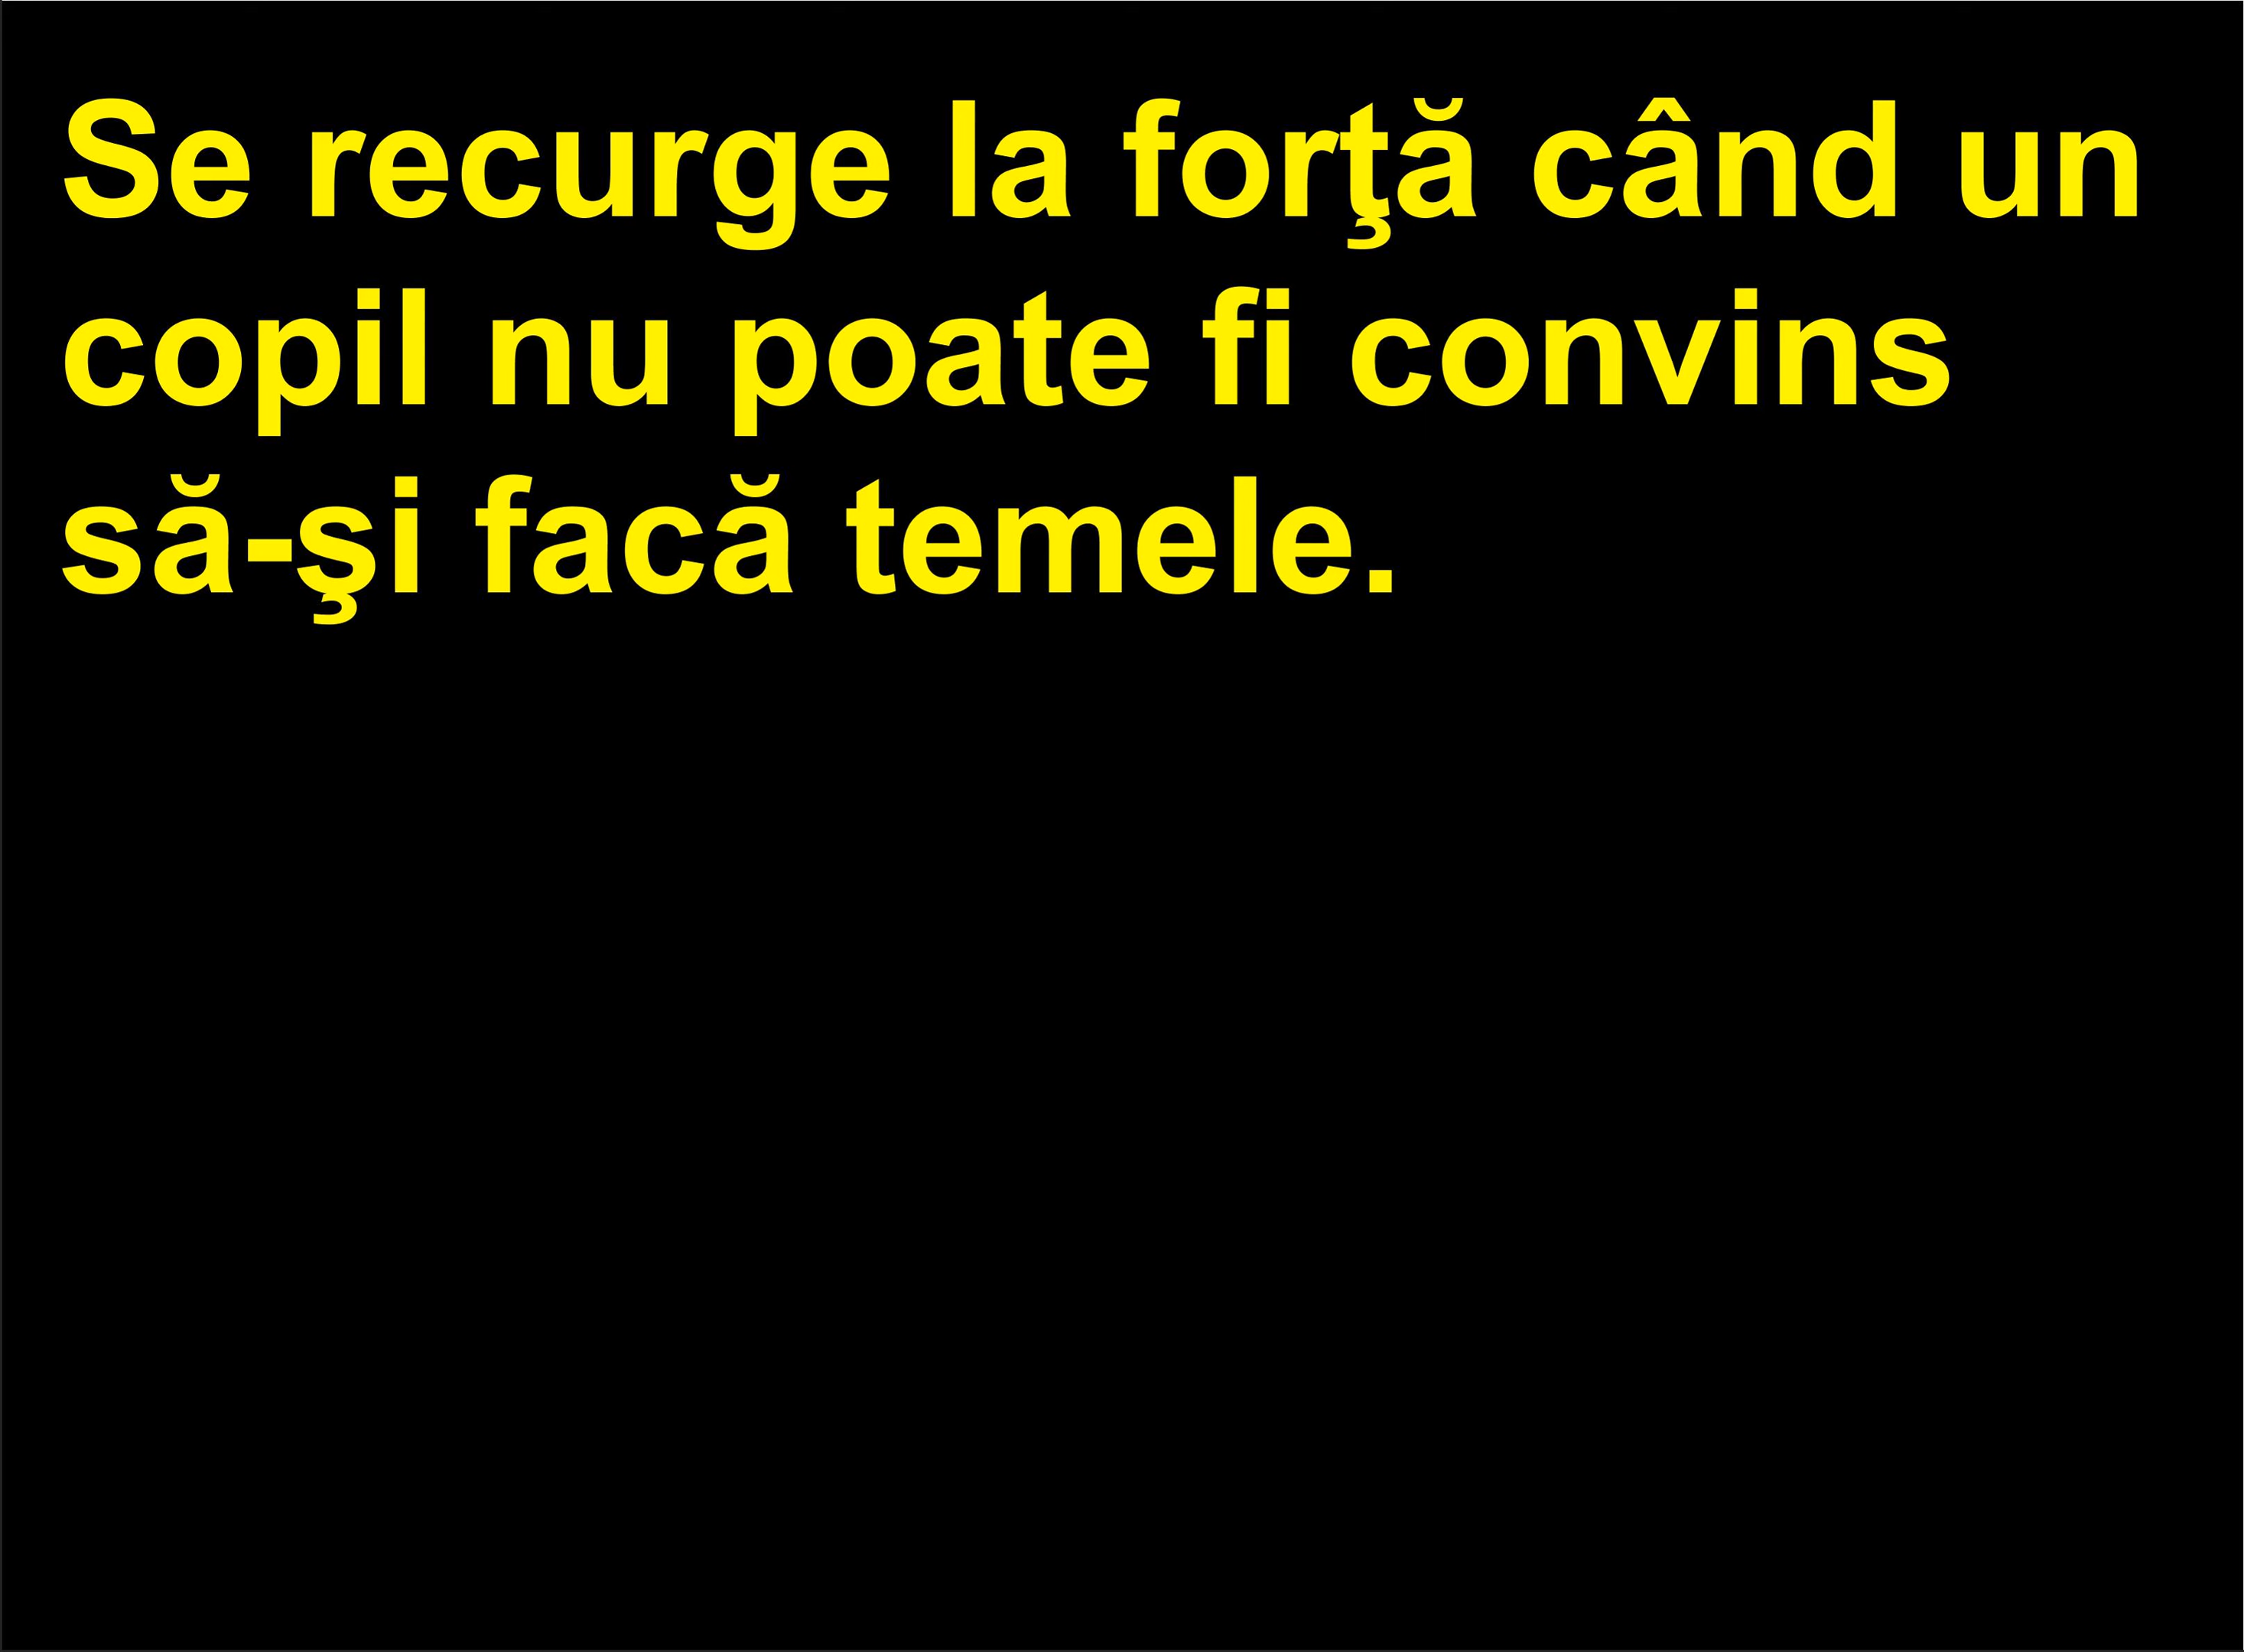 Se recurge la forţă când un
copil nu poate fi convins
să-şi facă temele.